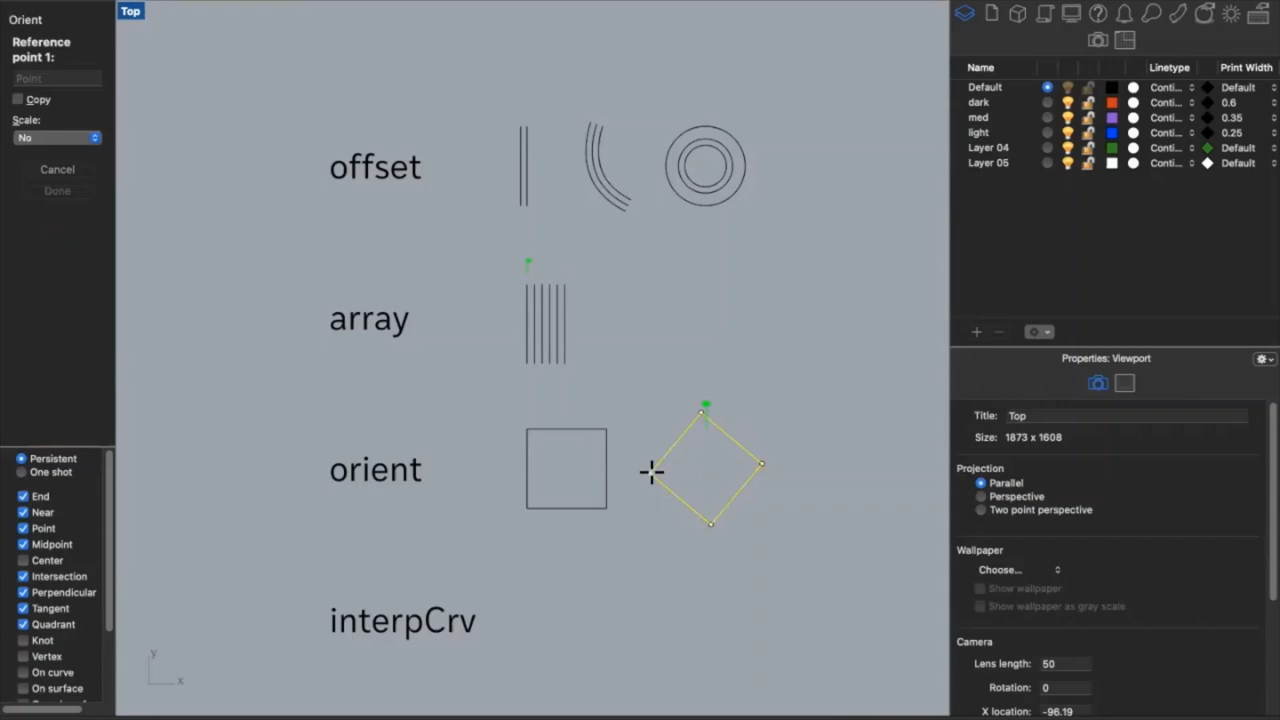 Orient
Reference
point 1:
Point
Copy
Scale:
No
Cancel
Done
Persistent
One shot
End
Near
Point
Midpoint
Center
Intersection
Perpendicular
Tangent
Quadrant
Knot
Vertex
On curve
On surface
Top
offset
array
orient
interpCrv
y
x
Name Linetype Print Width
Default Conti... Default
dark Conti... 0.6
med Conti... 0.35
light Conti... 0.25
Layer 04 Conti... Default
Layer 05 Conti... Default
Properties: Viewport
Title: Top
Size: 1873 x 1608
Projection
Parallel
Perspective
Two point perspective
Wallpaper
Choose...
Show wallpaper
Show wallpaper as gray scale
Camera
Lens length: 50
Rotation: 0
X location: -96.19